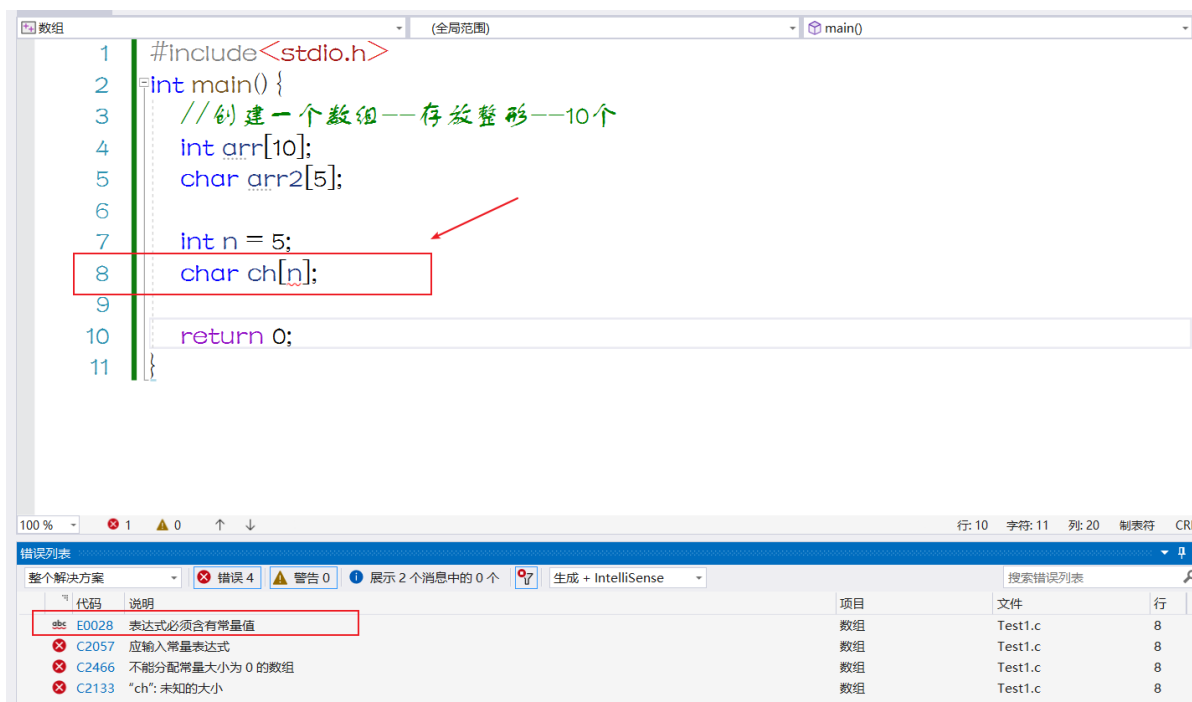 数组 (全局范围) main()
1 #include<stdio.h>
2 int main() {
3 //创建一个数组--存放整形--10个
4 int arr[10];
5 char arr2[5];
6
7 int n = 5;
8 char ch[n];
9
10 return 0;
11 }
100 % 1 0 行: 10 字符: 11 列: 20 制表符 CR
错误列表
整个解决方案 错误 4 警告 0 展示 2 个消息中的 0 个 生成 + IntelliSense 搜索错误列表
代码 说明 项目 文件 行
abc E0028 表达式必须含有常量值 数组 Test1.c 8
C2057 应输入常量表达式 数组 Test1.c 8
C2466 不能分配常量大小为 0 的数组 数组 Test1.c 8
C2133 "ch": 未知的大小 数组 Test1.c 8